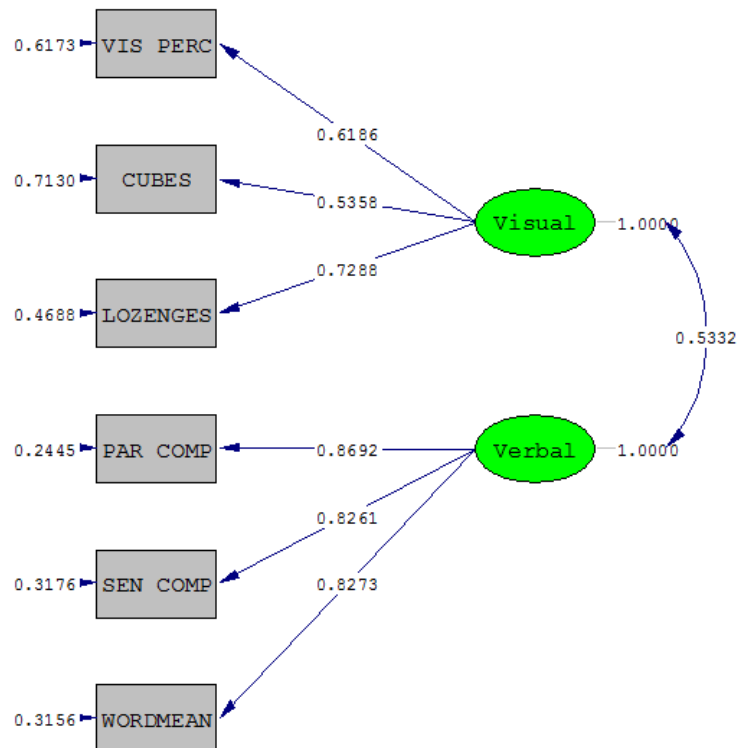 0.6173 VIS PERC
0.6186
0.7130 CUBES
0.5358
Visual 1.0000
0.7288
0.4688 LOZENGES
0.5332
0.2445 PAR COMP 0.8692 Verbal 1.0000
0.8261
0.3176 SEN COMP
0.8273
0.3156 WORDMEAN